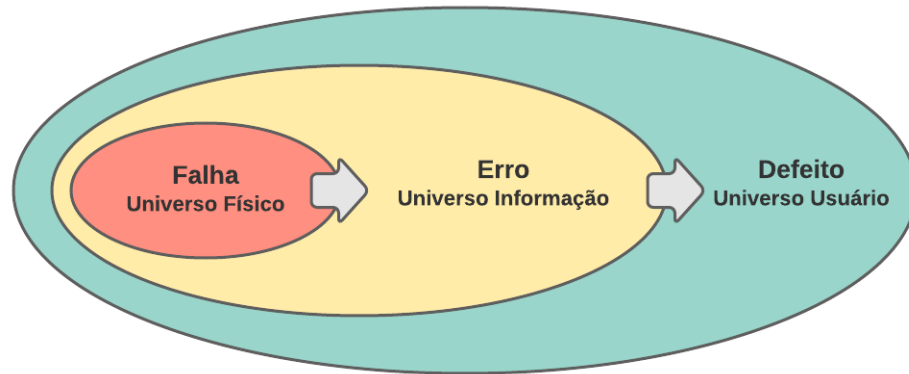 Falha
Universo Físico
Erro
Universo Informação
Defeito
Universo Usuário